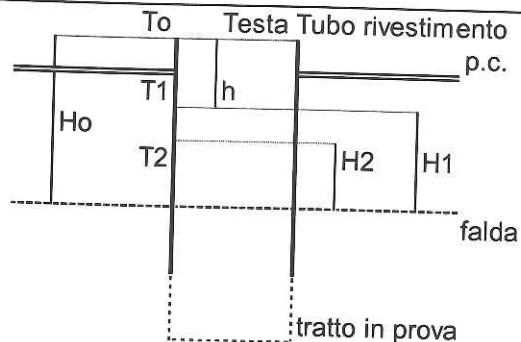 To Testa Tubo rivestimento
p.c.
T1 h
Ho
T2 H2 H1
falda
tratto in prova